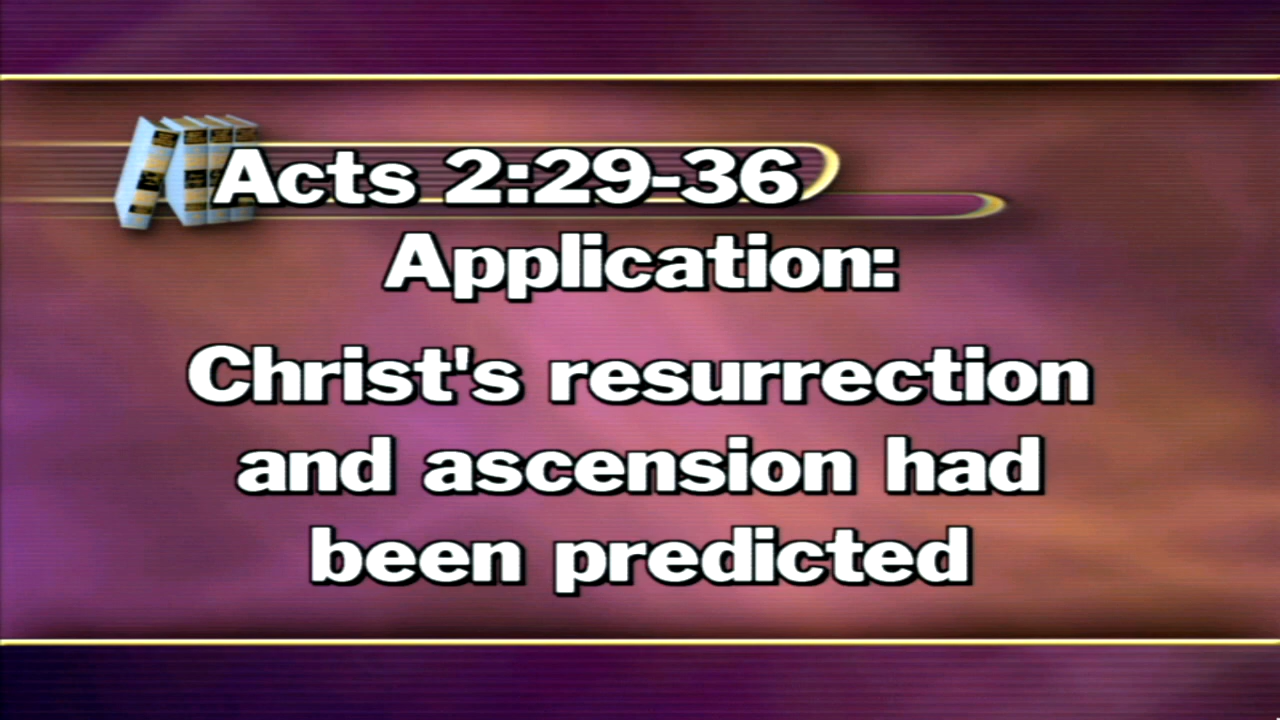 Acts 2:29-36
Application:
Christ's resurrection
and ascension had
been predicted